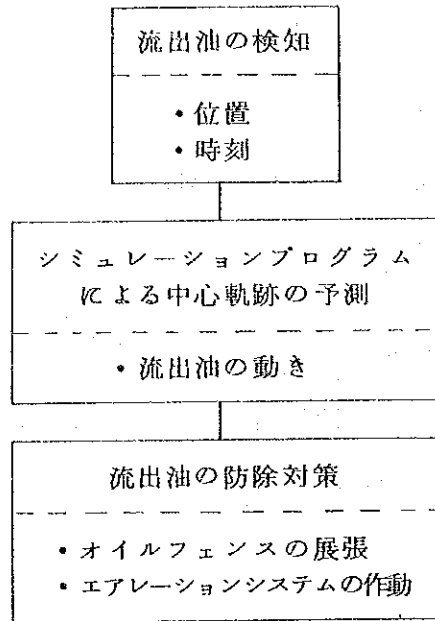 流出油の検知
・位置
・時刻
シミュレーションプログラム
による中心軌跡の予測
・流出油の動き
流出油の防除対策
・オイルフェンスの展張
・エアレーションシステムの作動